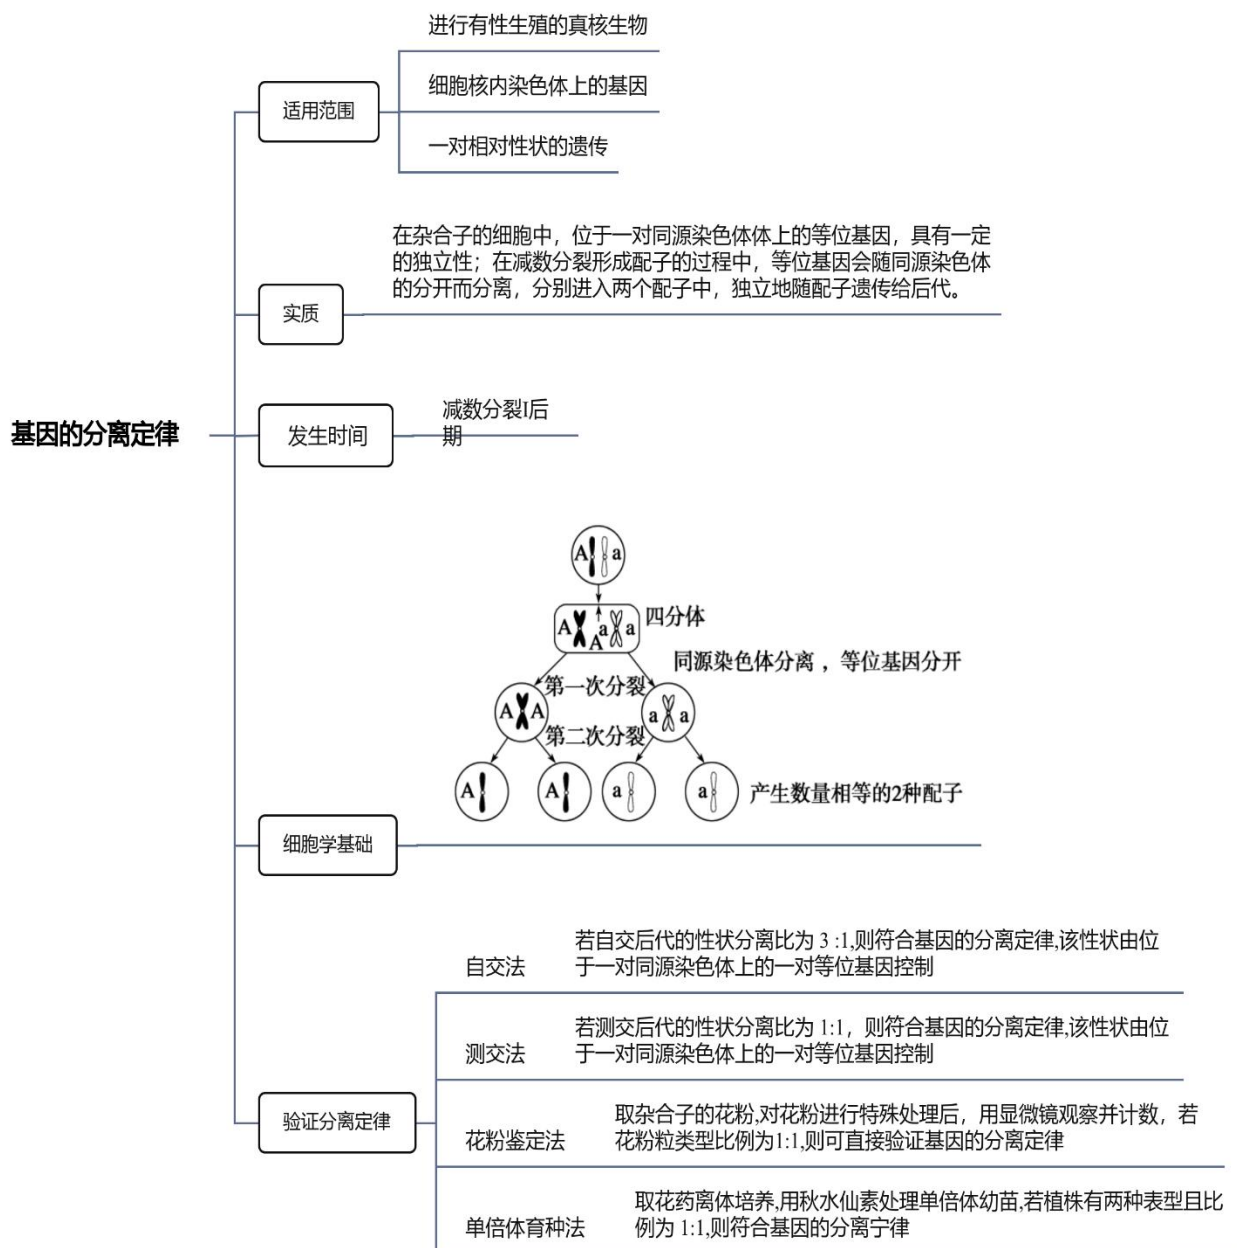 进行有性生殖的真核生物
细胞核内染色体上的基因
适用范围
一对相对性状的遗传
在杂合子的细胞中，位于一对同源染色体体上的等位基因，具有一定
的独立性；在减数分裂形成配子的过程中，等位基因会随同源染色体
的分开而分离，分别进入两个配子中，独立地随配子遗传给后代。
实质
基因的分离定律
发生时间
减数分裂I后
期
A a
四分体
A A a a
同源染色体分离，等位基因分开
第一次分裂
A A a a
第二次分裂
A A a a
产生数量相等的2种配子
细胞学基础
自交法
若自交后代的性状分离比为 3 :1,则符合基因的分离定律,该性状由位
于一对同源染色体上的一对等位基因控制
测交法
若测交后代的性状分离比为 1:1，则符合基因的分离定律,该性状由位
于一对同源染色体上的一对等位基因控制
验证分离定律
花粉鉴定法
取杂合子的花粉,对花粉进行特殊处理后，用显微镜观察并计数，若
花粉粒类型比例为1:1,则可直接验证基因的分离定律
单倍体育种法
取花药离体培养,用秋水仙素处理单倍体幼苗,若植株有两种表型且比
例为 1:1,则符合基因的分离宁律